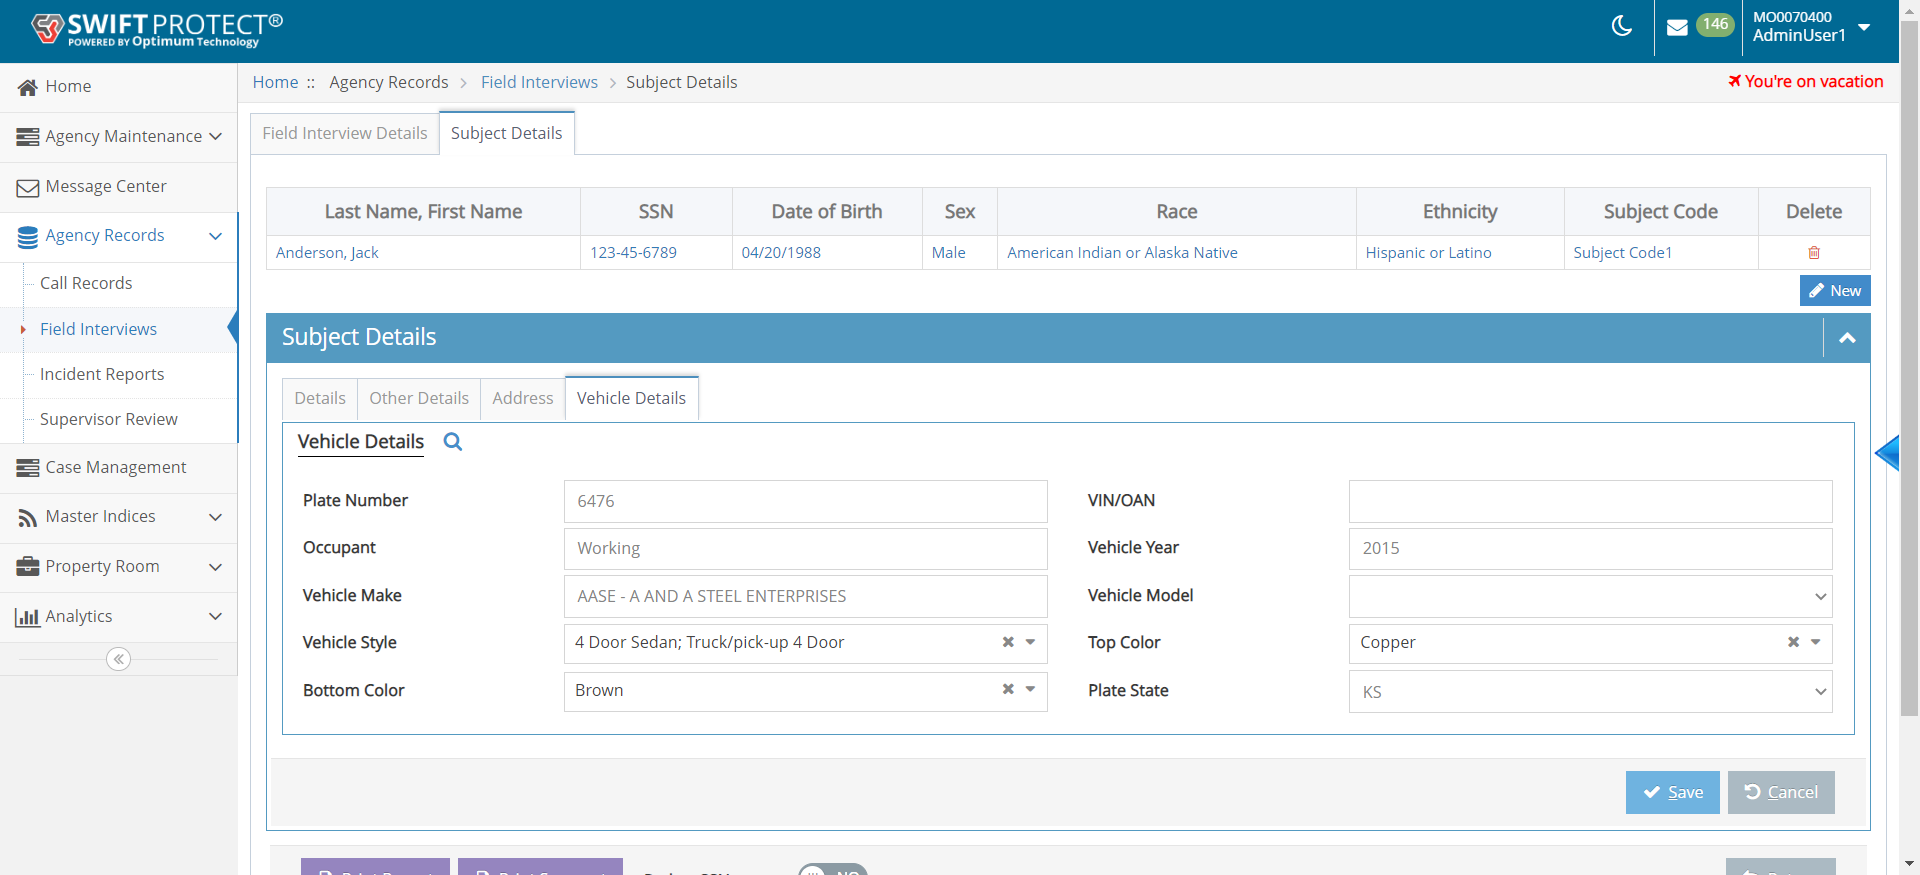 SWIFTPROTECT®
POWERED BY Optimum Technology
146
MO0070400
AdminUser1
Home
Agency Maintenance
Message Center
Agency Records
Call Records
Field Interviews
Incident Reports
Supervisor Review
Case Management
Master Indices
Property Room
Analytics
Home :: Agency Records > Field Interviews > Subject Details
You're on vacation
Field Interview Details Subject Details
Last Name, First Name SSN Date of Birth Sex Race Ethnicity Subject Code Delete
Anderson, Jack 123-45-6789 04/20/1988 Male American Indian or Alaska Native Hispanic or Latino Subject Code1
New
Subject Details
Details Other Details Address Vehicle Details
Vehicle Details
Plate Number 6476 VIN/OAN
Occupant Working Vehicle Year 2015
Vehicle Make AASE - A AND A STEEL ENTERPRISES Vehicle Model
Vehicle Style 4 Door Sedan; Truck/pick-up 4 Door Top Color Copper
Bottom Color Brown Plate State KS
Save Cancel